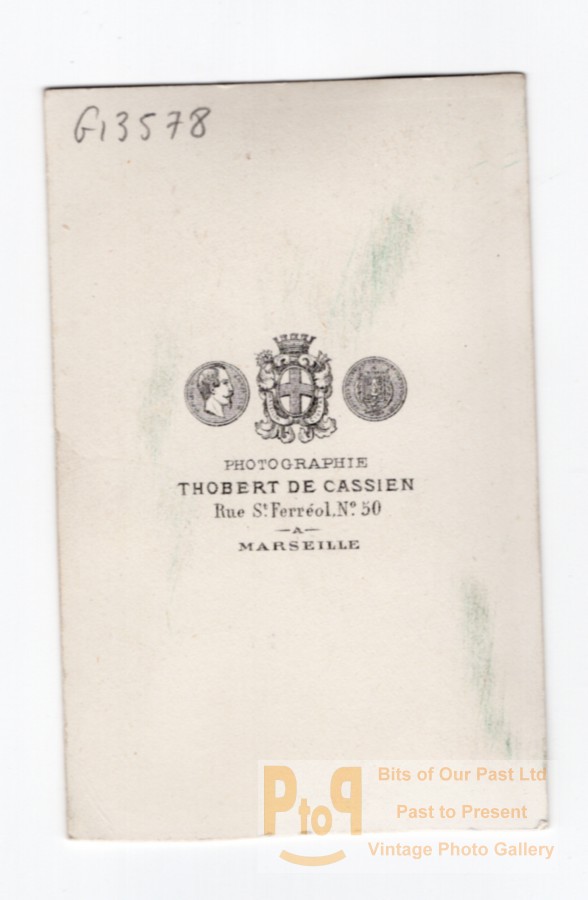 G13578
PHOTOGRAPHIE
THOBERT DE CASSIEN
Rue St. Ferréol, No. 50
—A—
MARSEILLE
PtoP
Bits of Our Past Ltd
Past to Present
Vintage Photo Gallery